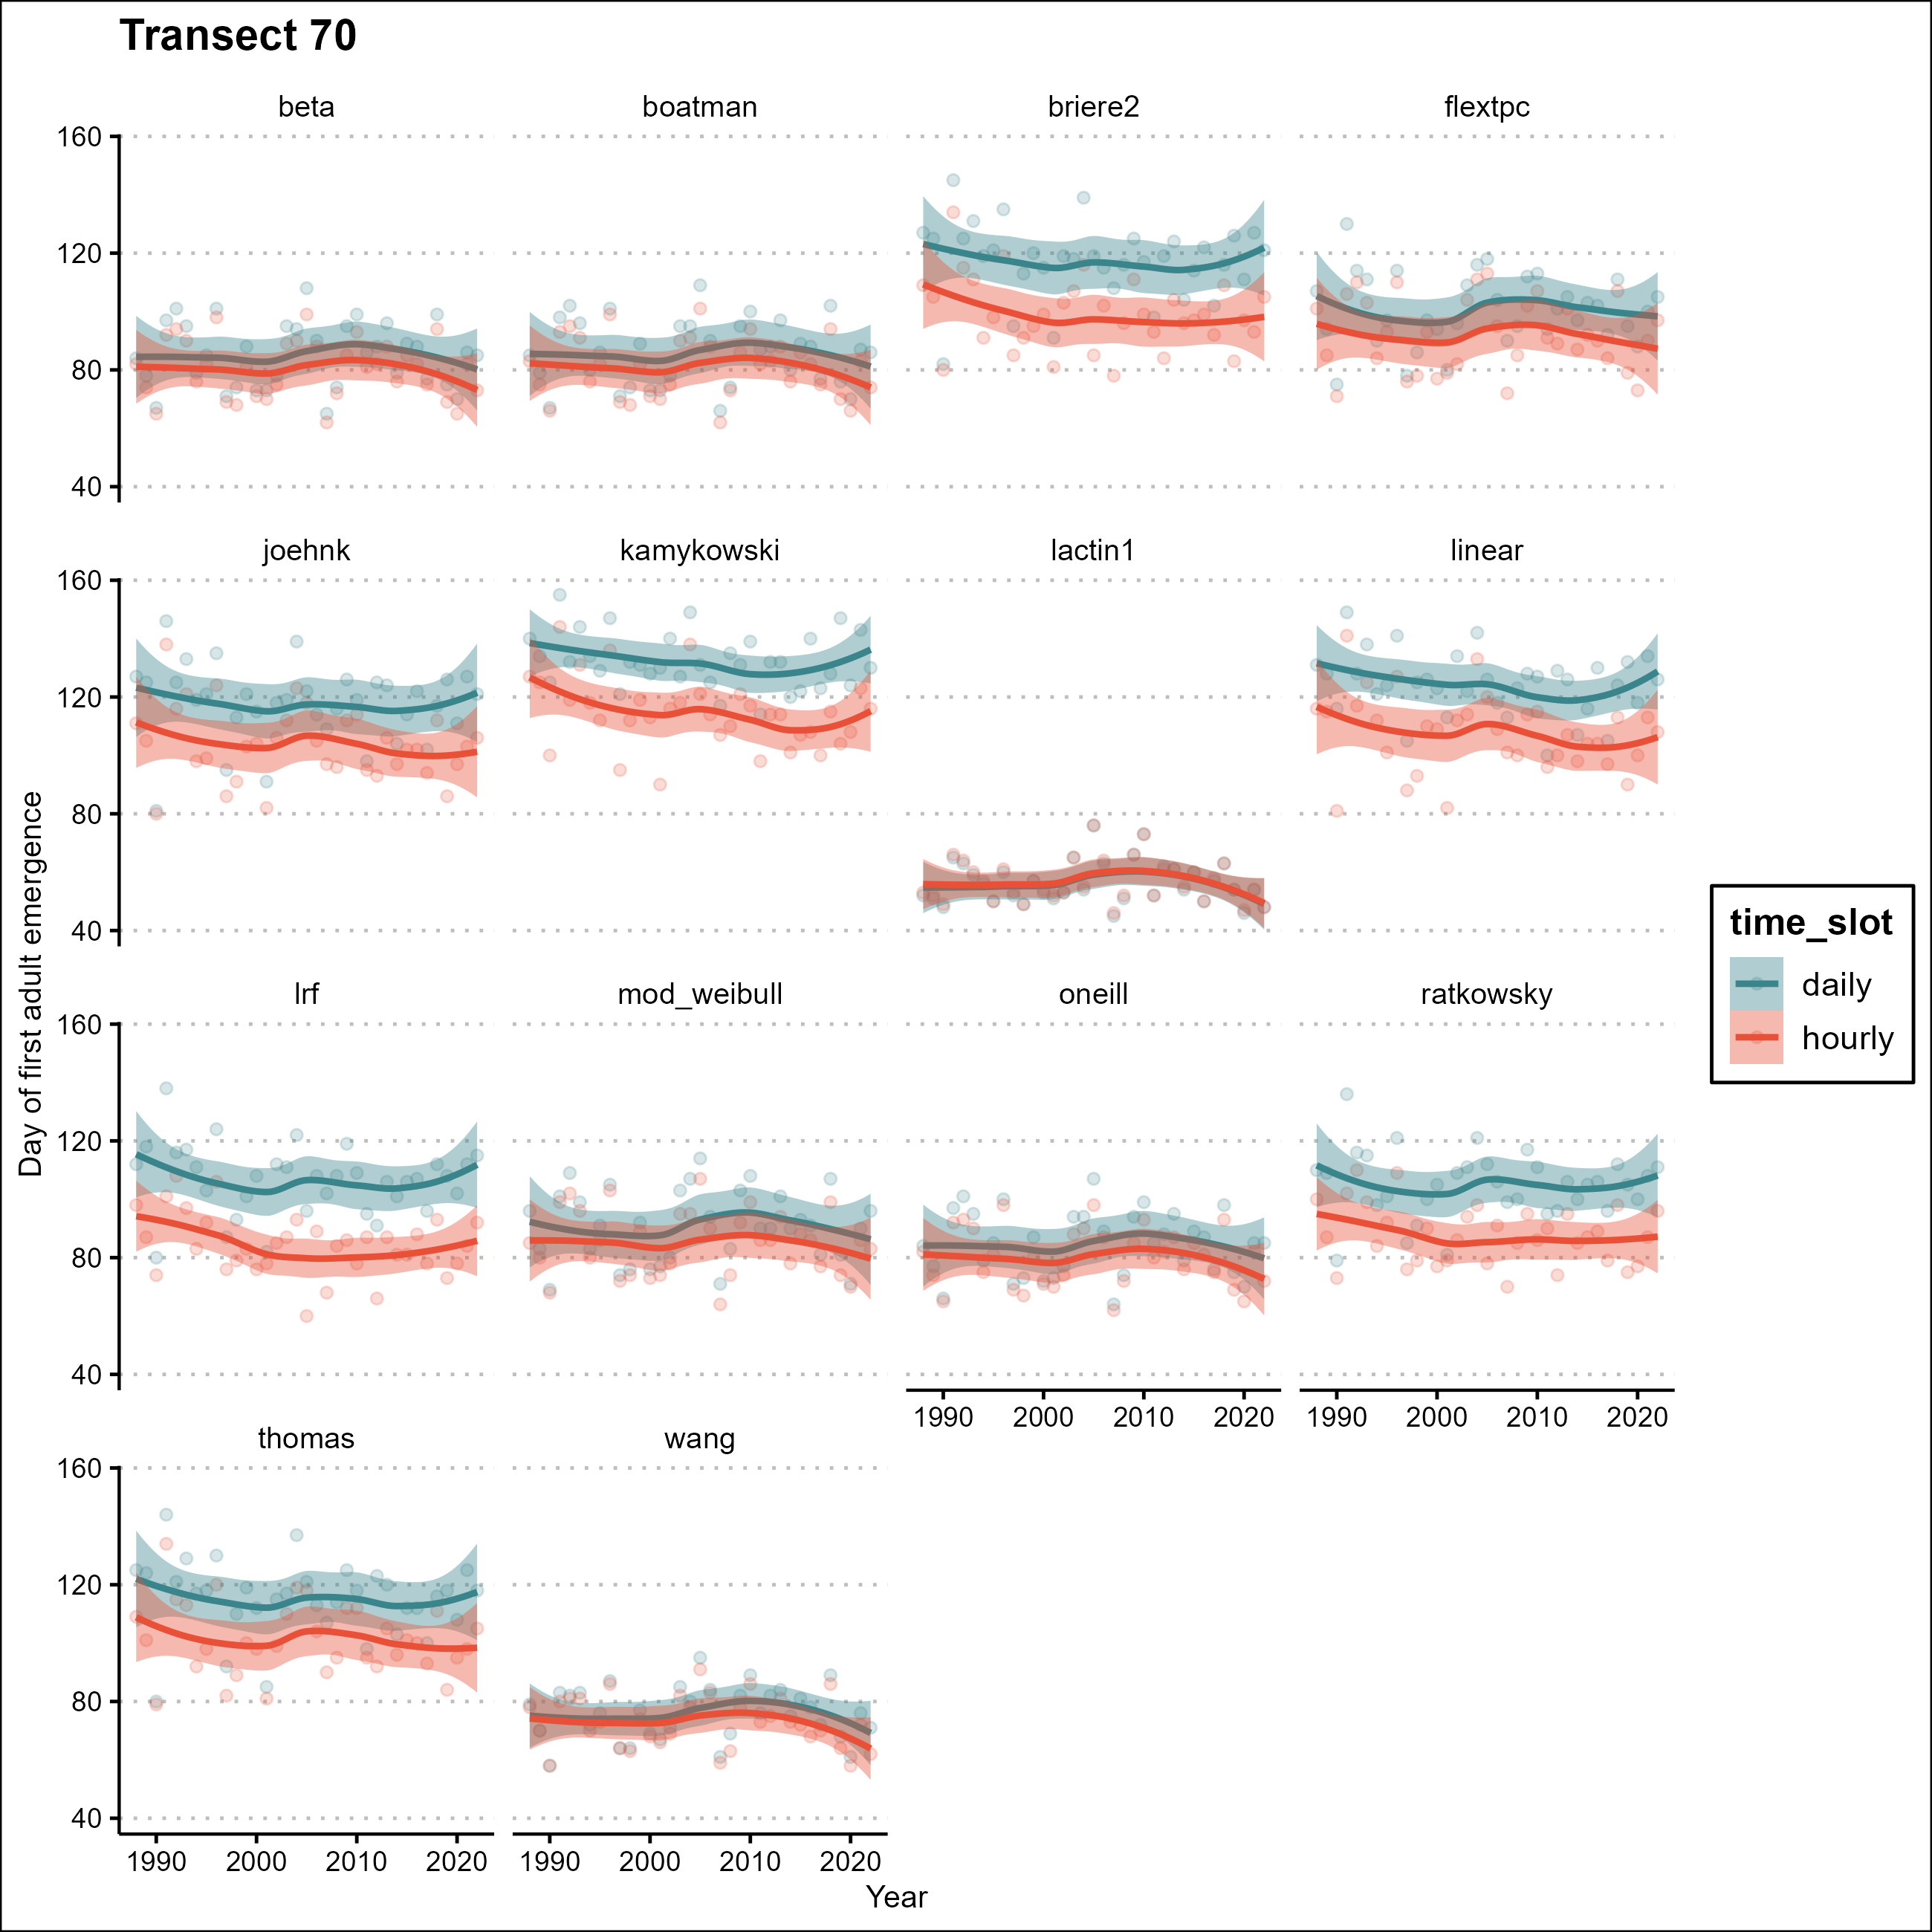 Transect 70
beta boatman briere2 flextpc
160
120
80
40
joehnk kamykowski lactin1 linear
160
120
80
40
lrf mod_weibull oneill ratkowsky
160
120
80
40
1990 2000 2010 2020 1990 2000 2010 2020
thomas wang
160
120
80
40
1990 2000 2010 2020 1990 2000 2010 2020
Year
Day of first adult emergence
time_slot
daily
hourly